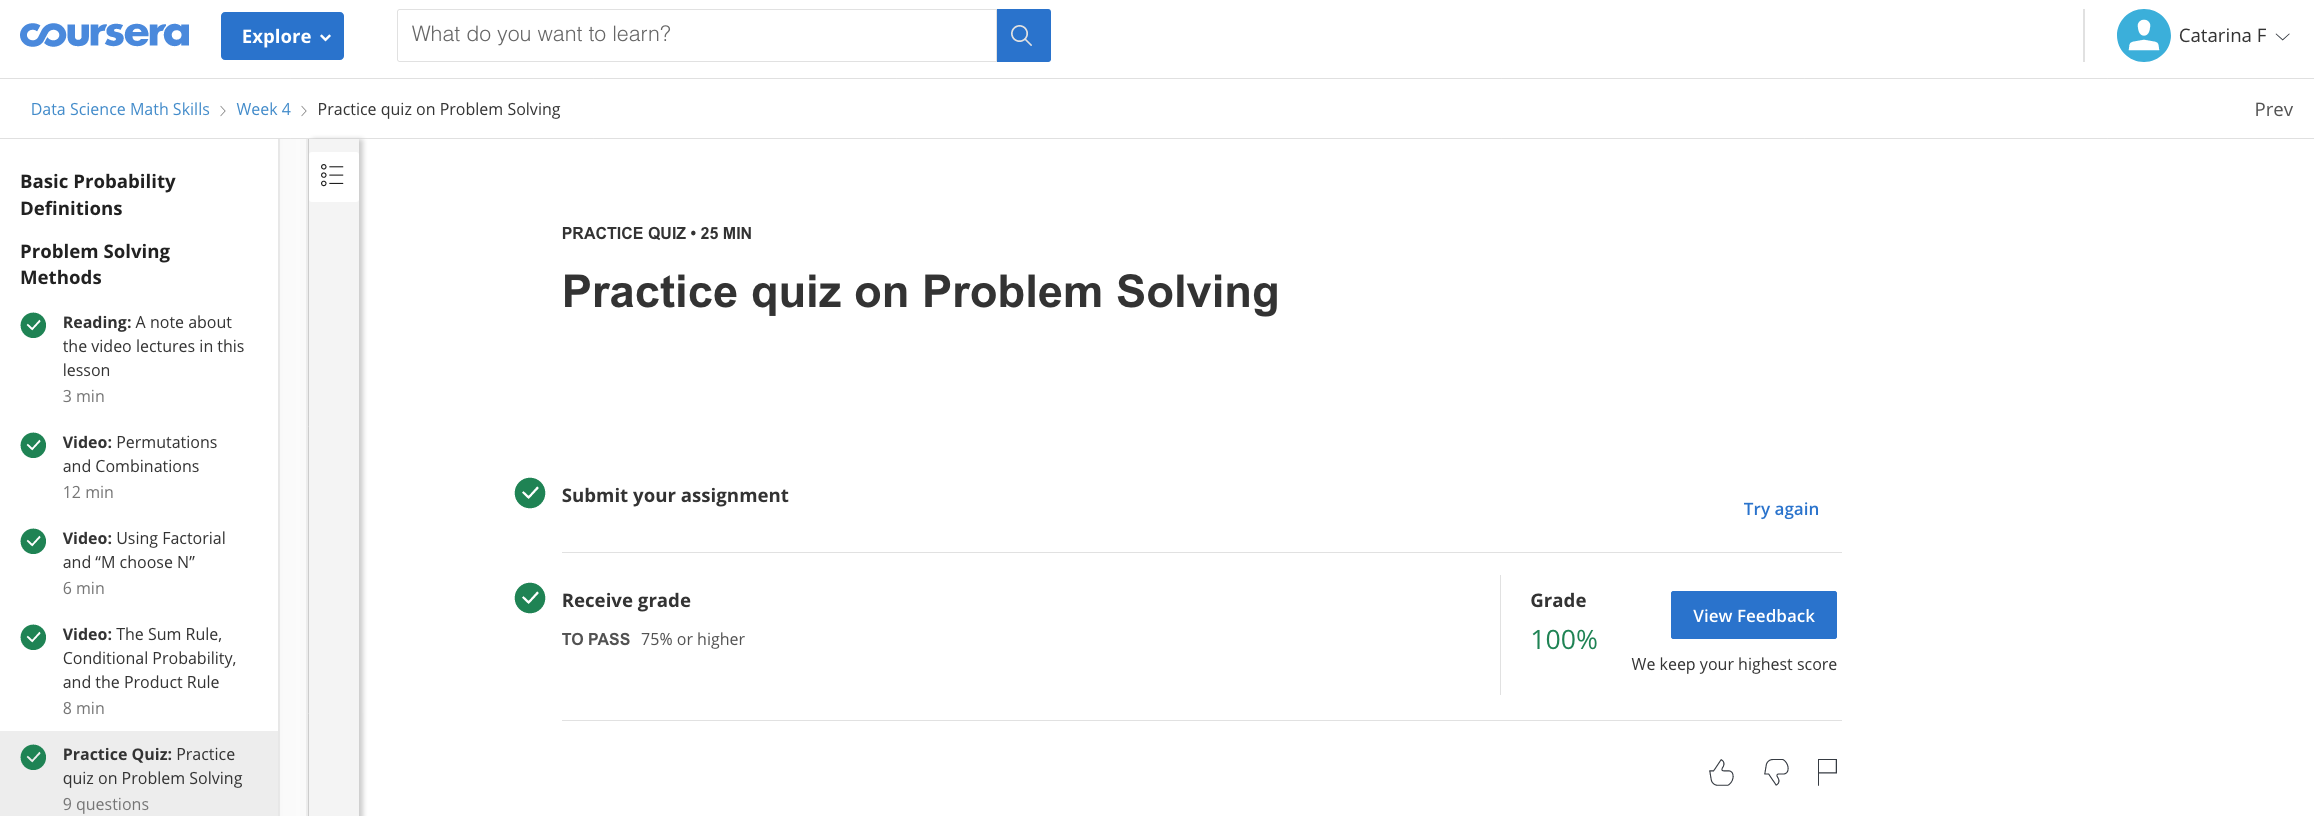 coursera
Explore
What do you want to learn?
Catarina F
Data Science Math Skills > Week 4 > Practice quiz on Problem Solving
Prev
Basic Probability
Definitions
Problem Solving
Methods
Reading: A note about
the video lectures in this
lesson
3 min
Video: Permutations
and Combinations
12 min
Video: Using Factorial
and “M choose N”
6 min
Video: The Sum Rule,
Conditional Probability,
and the Product Rule
8 min
Practice Quiz: Practice
quiz on Problem Solving
9 questions
PRACTICE QUIZ • 25 MIN
Practice quiz on Problem Solving
Submit your assignment
Try again
Receive grade
TO PASS 75% or higher
Grade
100%
View Feedback
We keep your highest score